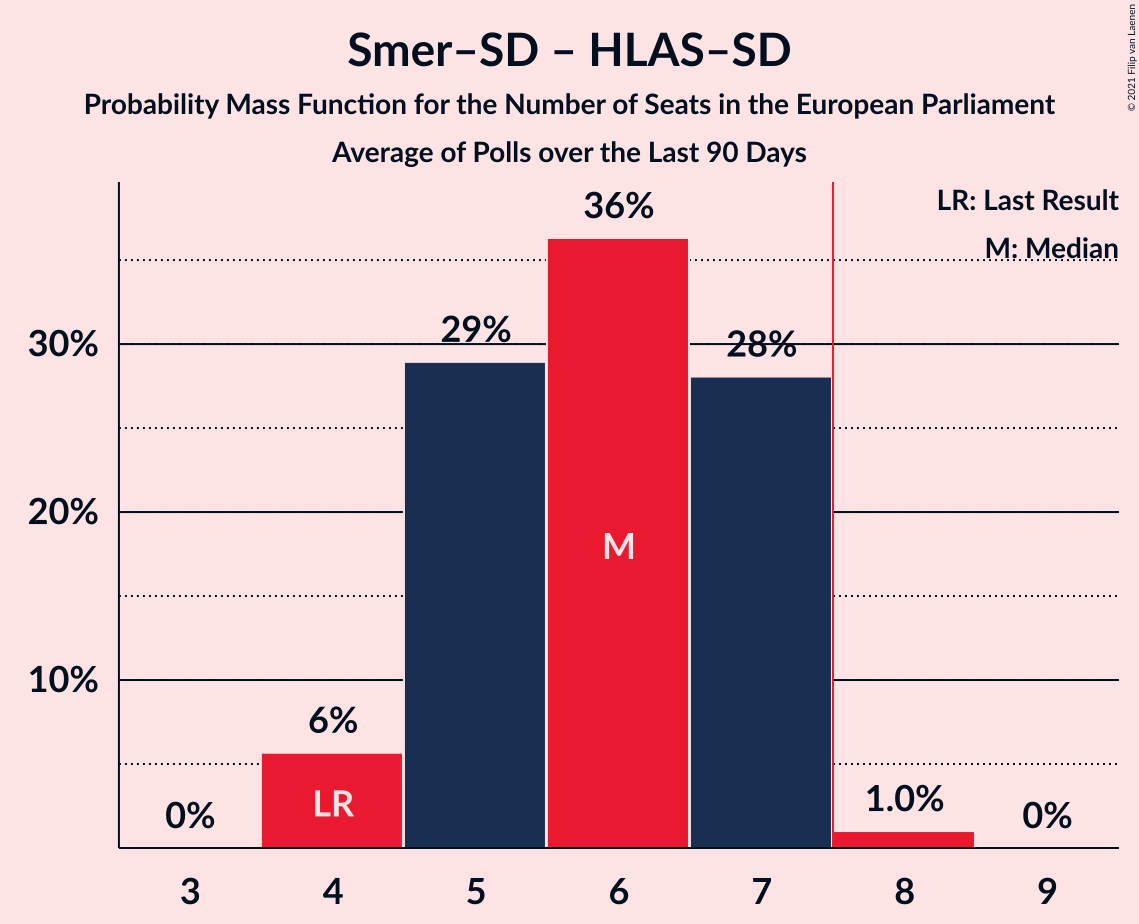 Smer–SD – HLAS–SD
Probability Mass Function for the Number of Seats in the European Parliament
Average of Polls over the Last 90 Days
© 2021 Filip van Laenen
LR: Last Result
M: Median
36%
29%
28%
30%
20%
M
10%
6%
LR
1.0%
0%
0%
3 4 5 6 7 8 9